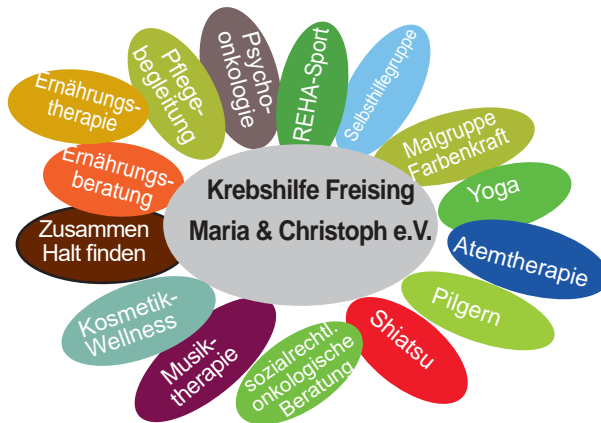 Krebshilfe Freising
Maria & Christoph e.V.
Ernährungs-
therapie
Pflege-
begleitung
Psycho-
onkologie
REHA-Sport
Selbsthilfegruppe
Malgruppe
Farbenkraft
Yoga
Atemtherapie
Pilgern
Shiatsu
sozialrechtl.
onkologische
Beratung
Musik-
therapie
Kosmetik-
Wellness
Zusammen
Halt finden
Ernährungs-
beratung